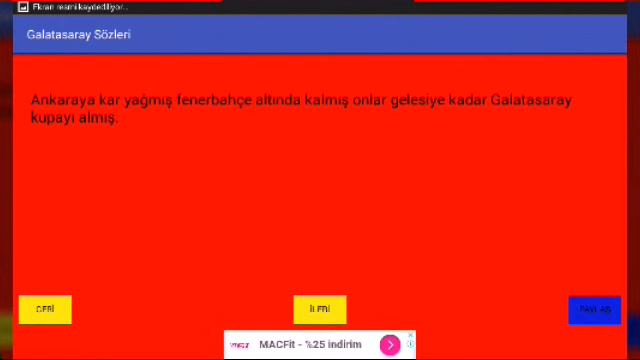 Ekran resmi kaydediliyor...
Galatasaray Sözleri
Ankaraya kar yağmış fenerbahçe altında kalmış onlar gelesiye kadar Galatasaray
kupayı almış.
GERİ
İLERİ
PAYLAŞ
MACFit - %25 indirim